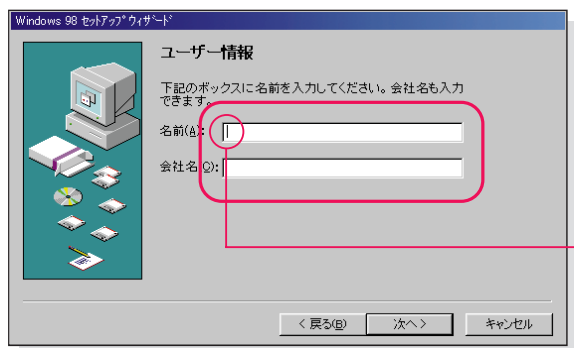 Windows 98 ｾｯﾄｱｯﾌﾟ ｳｨｻﾞｰﾄﾞ
ユーザー情報
下記のボックスに名前を入力してください。会社名も入力
できます。
名前(A):
会社名(C):
< 戻る(B)
次へ >
キャンセル